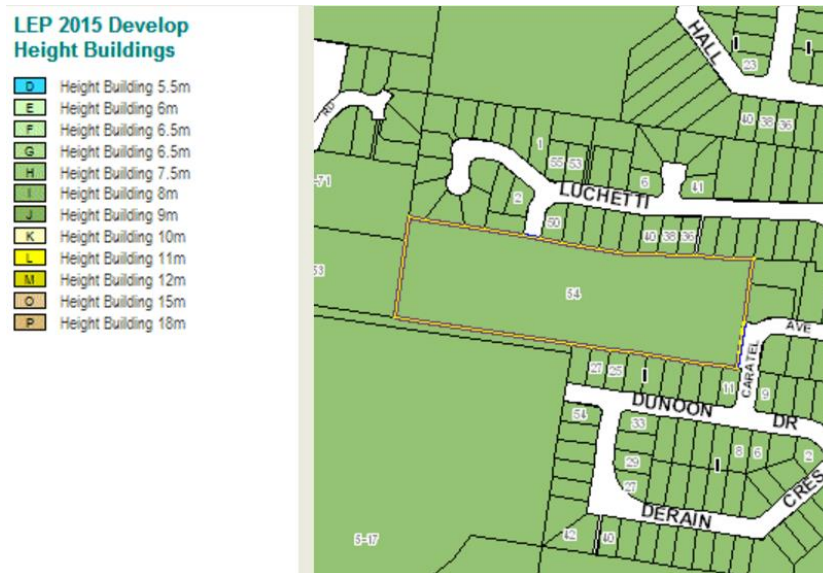 LEP 2015 Develop
Height Buildings
D Height Building 5.5m
E Height Building 6m
F Height Building 6.5m
G Height Building 6.5m
H Height Building 7.5m
I Height Building 8m
J Height Building 9m
K Height Building 10m
L Height Building 11m
M Height Building 12m
O Height Building 15m
P Height Building 18m
HALL
I
I
23
40 38 36
RD
1
55 53
6
41
2
LUCHETTI
50
40 38 36
54
AVE
CARATEL
27 25
I
11
9
DUNOON
DR
54
33
8 6
2
29
I
27
CRES
DERAIN
5-17
42
40